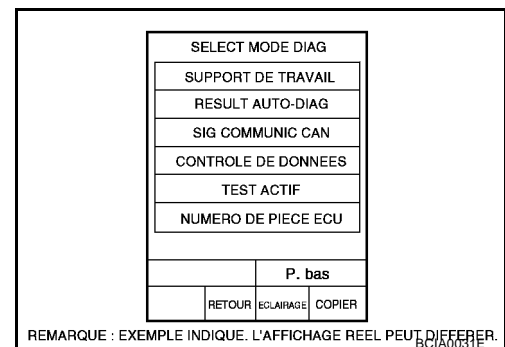 SELECT MODE DIAG
SUPPORT DE TRAVAIL
RESULT AUTO-DIAG
SIG COMMUNIC CAN
CONTROLE DE DONNEES
TEST ACTIF
NUMERO DE PIECE ECU
P. bas
RETOUR ECLAIRAGE COPIER
REMARQUE : EXEMPLE INDIQUE. L'AFFICHAGE REEL PEUT DIFFERER.
BCIA0031E